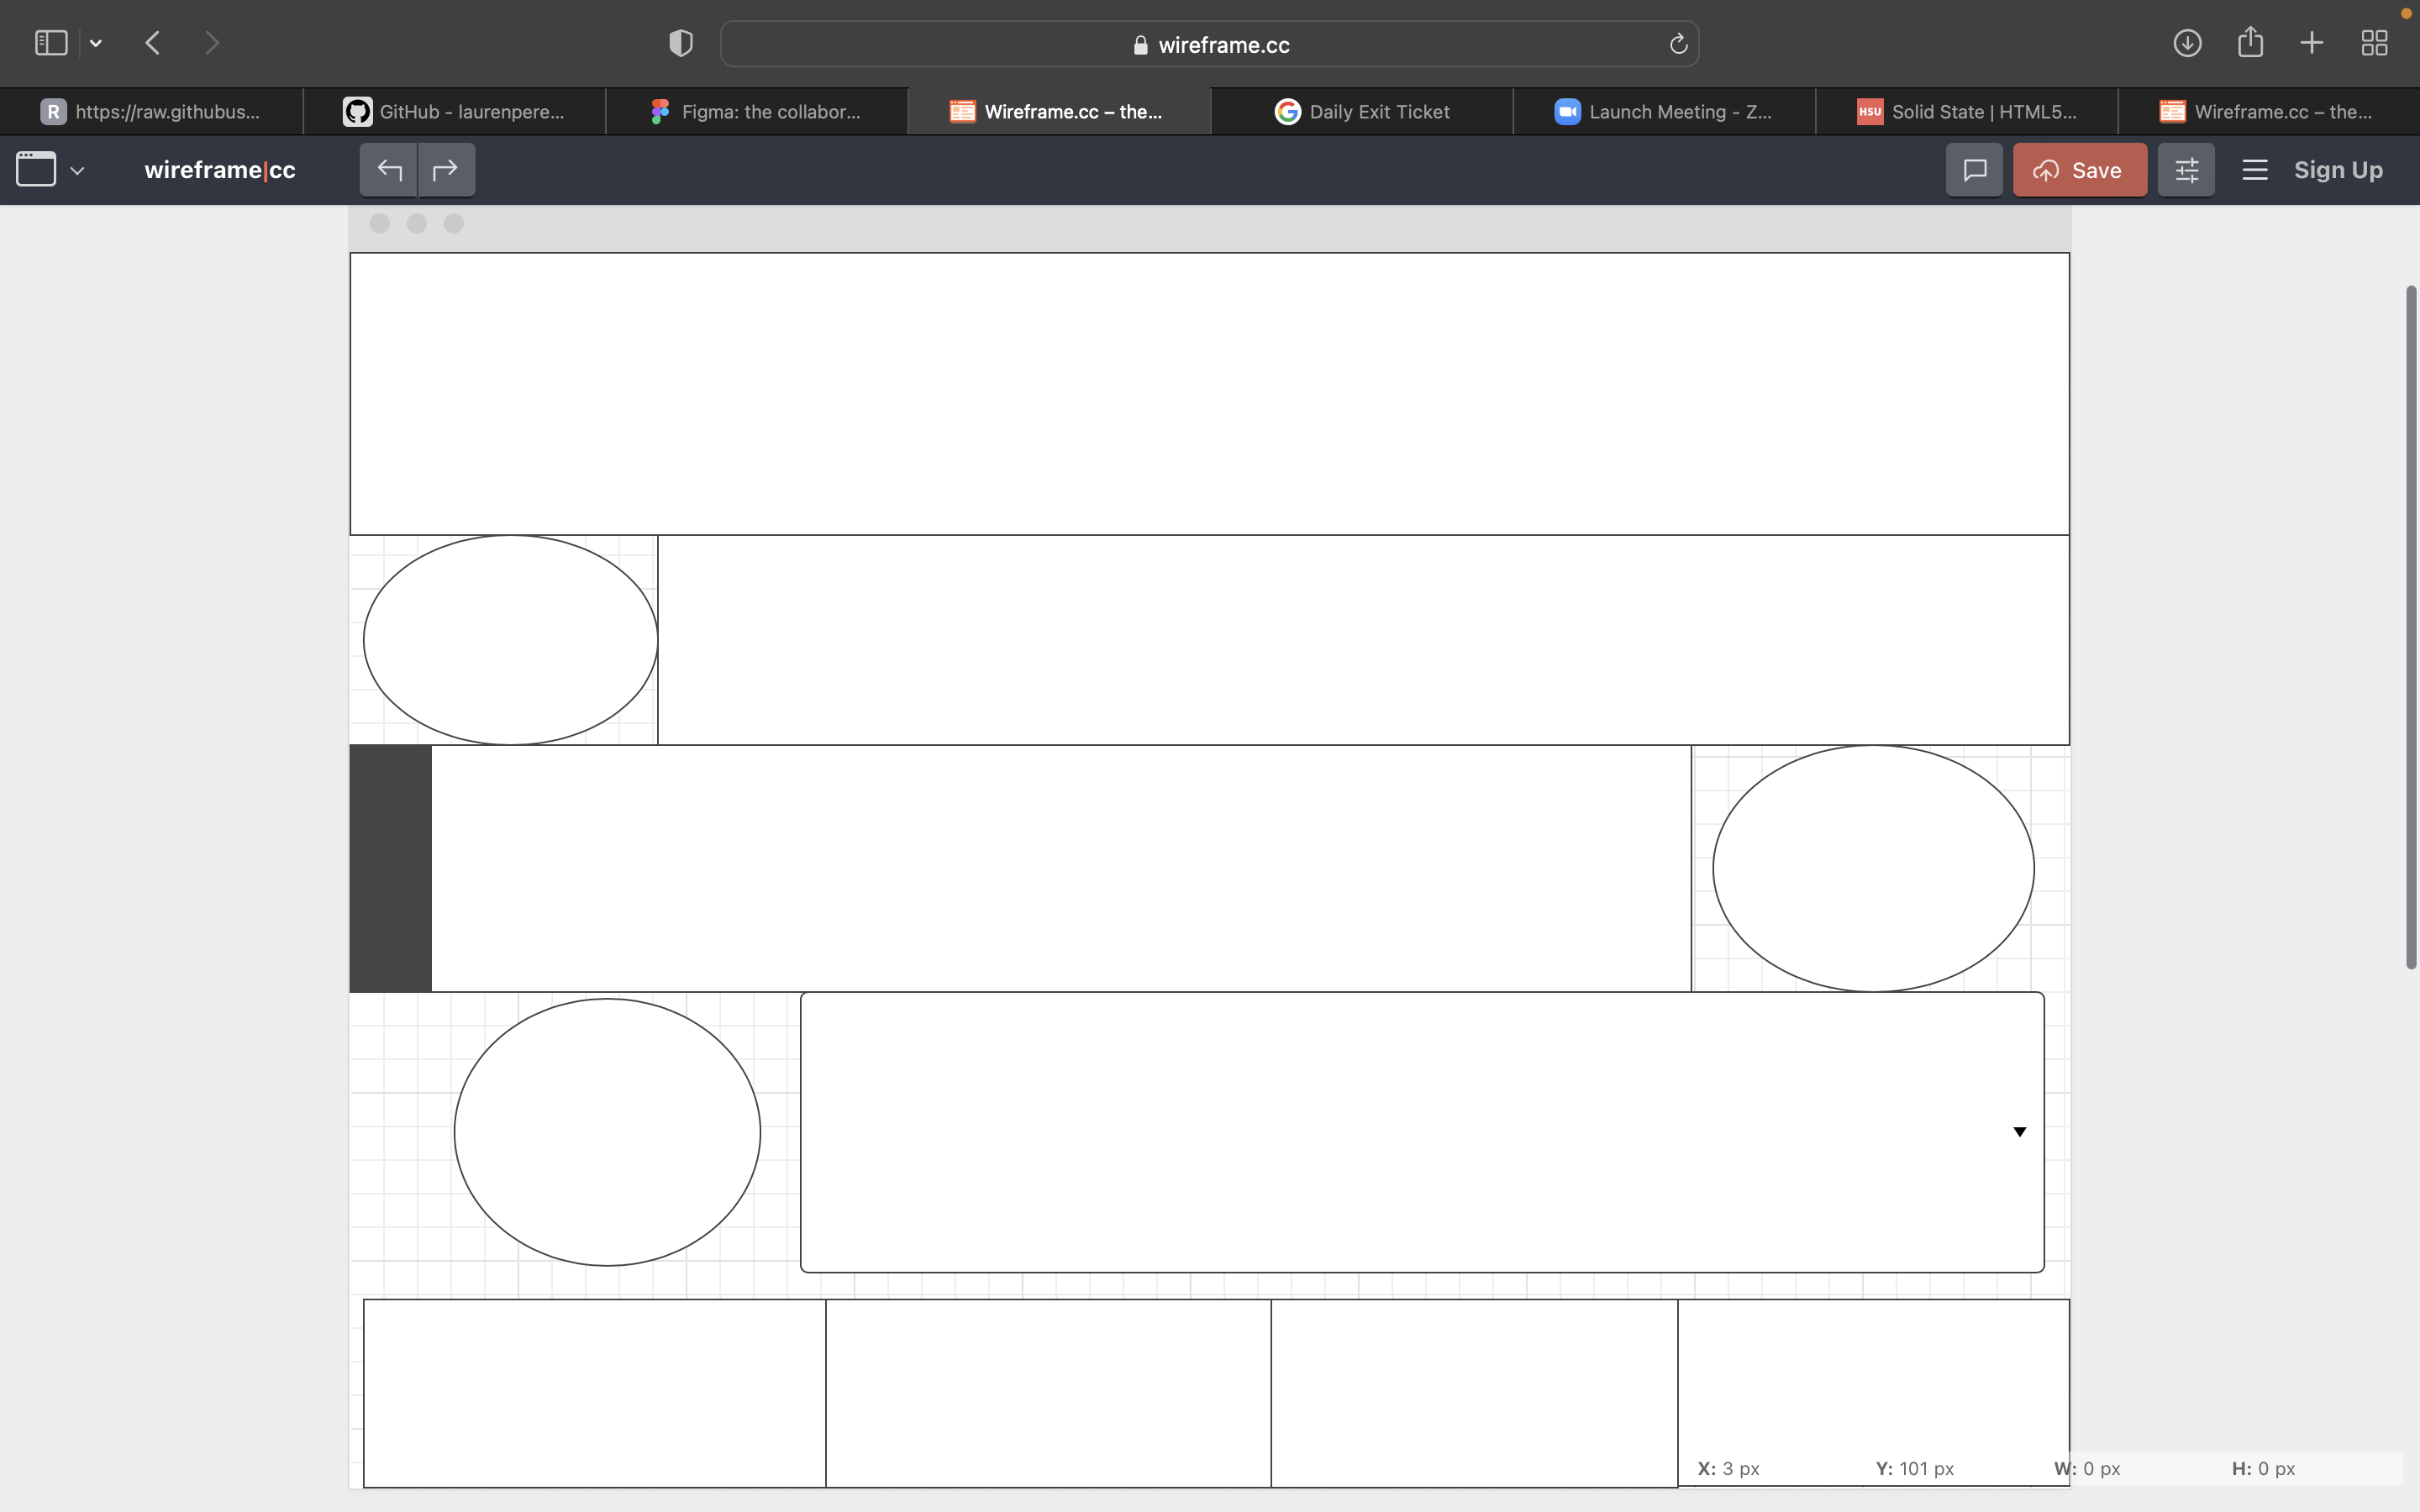 wireframe.cc
R https://raw.githubus... GitHub - laurenpere... Figma: the collabor... Wireframe.cc – the... Daily Exit Ticket Launch Meeting - Z... H5U Solid State | HTML5... Wireframe.cc – the...
wireframe|cc Save Sign Up
X: 3 px Y: 101 px W: 0 px H: 0 px